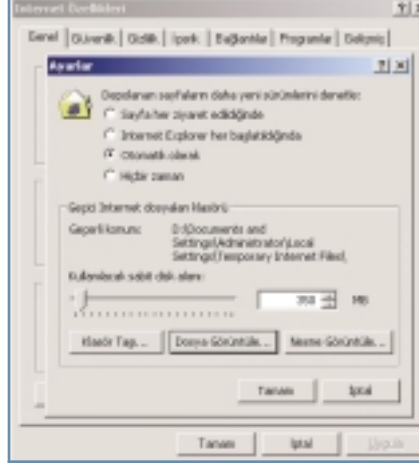 Internet Özellikleri
Genel Güvenlik Gizlilik İçerik Bağlantılar Programlar Gelişmiş
Ayarlar
Depolanan sayfaların daha yeni sürümlerini denetle:
Sayfa her ziyaret edildiğinde
Internet Explorer her başlatıldığında
Otomatik olarak
Hiçbir zaman
Geçici Internet dosyaları klasörü
Geçerli konum: D:\Documents and
Settings\Administrator\Local
Settings\Temporary Internet Files\
Kullanılacak sabit disk alanı:
350 MB
Klasör Taşı... Dosya Görüntüle... Nesne Görüntüle...
Tamam İptal
Tamam İptal Uygula